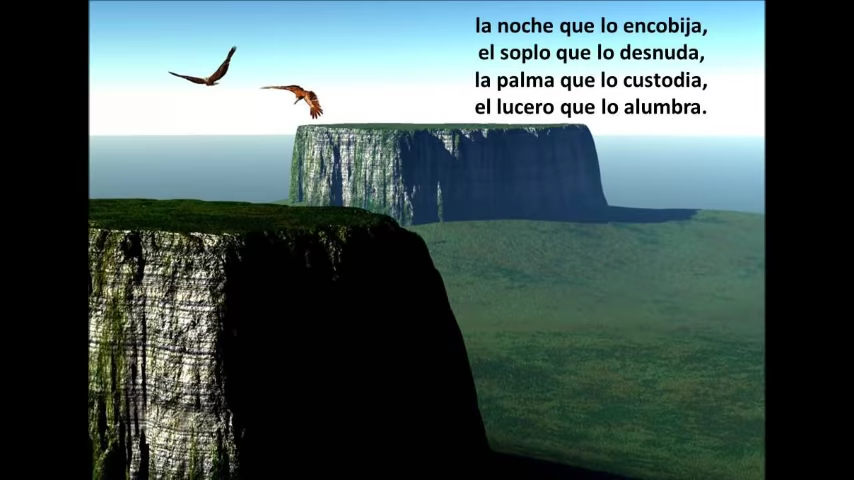 la noche que lo encobija,
el soplo que lo desnuda,
la palma que lo custodia,
el lucero que lo alumbra.